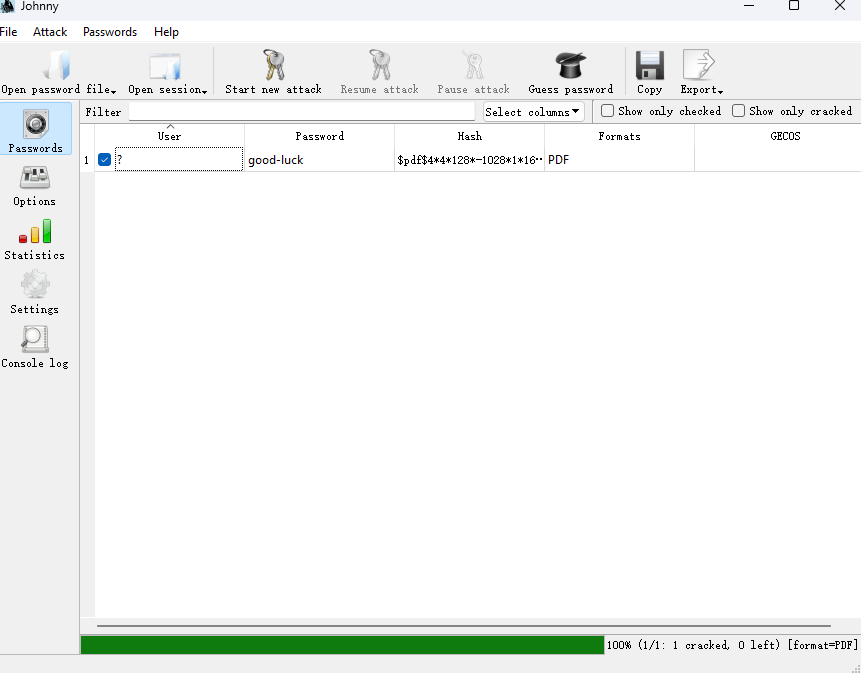 Johnny
File Attack Passwords Help
Open password file Open session Start new attack Resume attack Pause attack Guess password Copy Export
Filter Select columns Show only checked Show only cracked
Passwords
Options
Statistics
Settings
Console log
User Password Hash Formats GECOS
1 ? good-luck $pdf$4*4*128*-1028*1*16⋯ PDF
100% (1/1: 1 cracked, 0 left) [format=PDF]